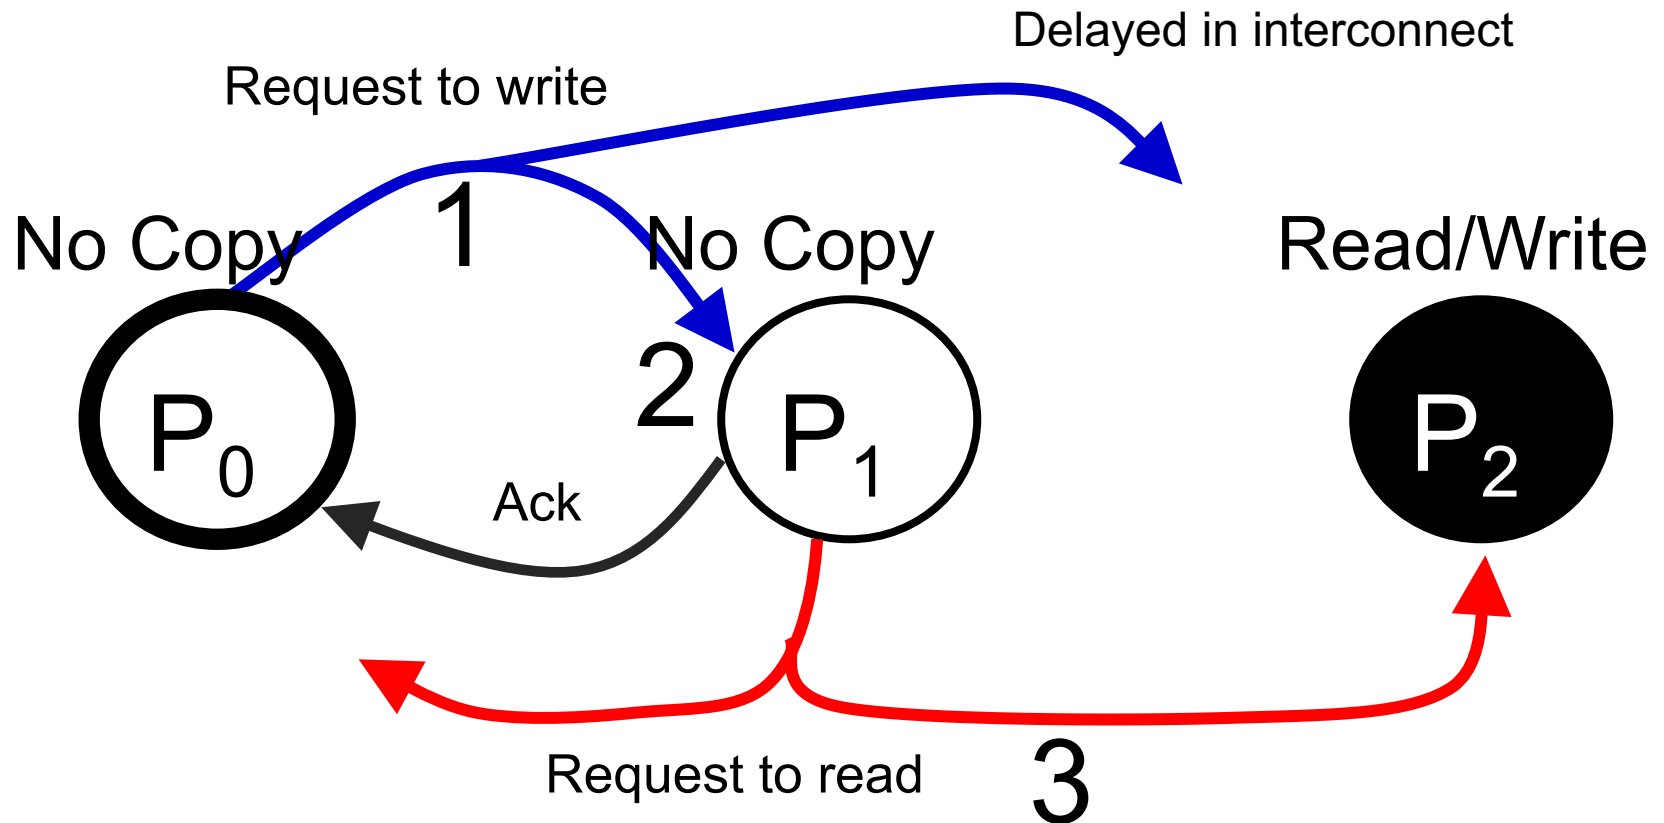 Delayed in interconnect
Request to write
1
No Copy
No Copy
Read/Write
2
P0
P1
P2
Ack
Request to read
3